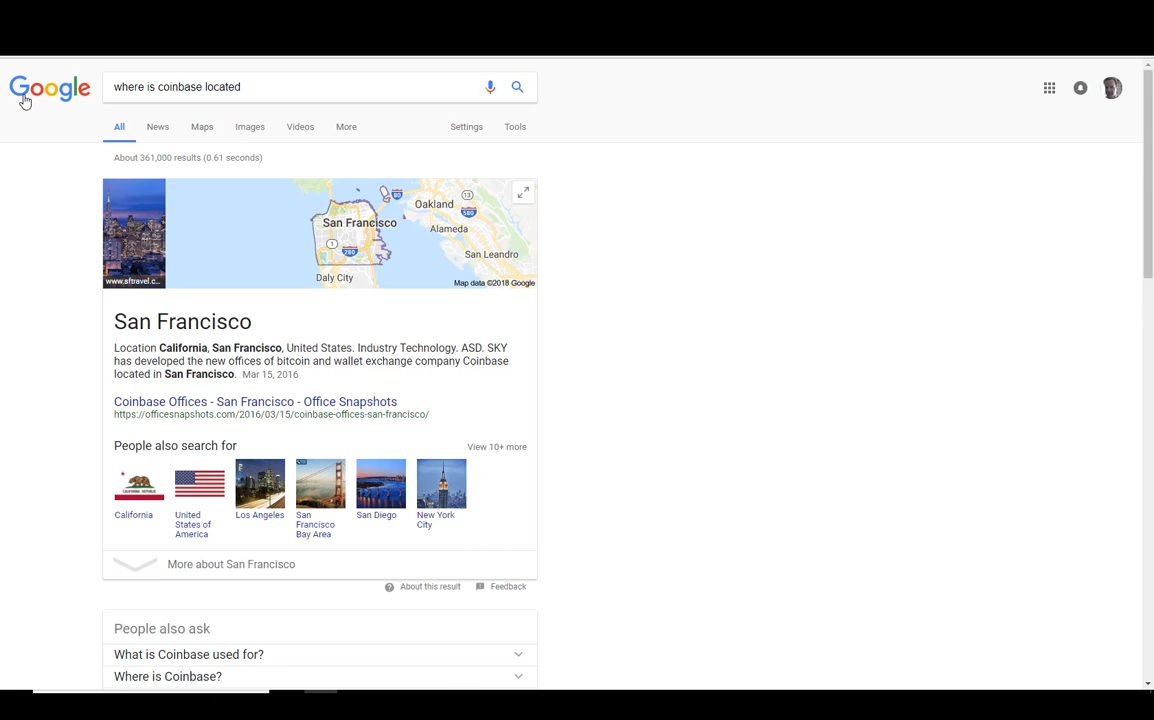 Google
where is coinbase located
All News Maps Images Videos More Settings Tools
About 361,000 results (0.61 seconds)
80
13
Oakland
580
San Francisco
Alameda
1
280
San Leandro
Daly City
www.sftravel.c...
Map data ©2018 Google
San Francisco
Location California, San Francisco, United States. Industry Technology. ASD. SKY
has developed the new offices of bitcoin and wallet exchange company Coinbase
located in San Francisco. Mar 15, 2016
Coinbase Offices - San Francisco - Office Snapshots
https://officesnapshots.com/2016/03/15/coinbase-offices-san-francisco/
People also search for View 10+ more
California
United
States of
America
Los Angeles
San
Francisco
Bay Area
San Diego
New York
City
More about San Francisco
About this result Feedback
People also ask
What is Coinbase used for?
Where is Coinbase?